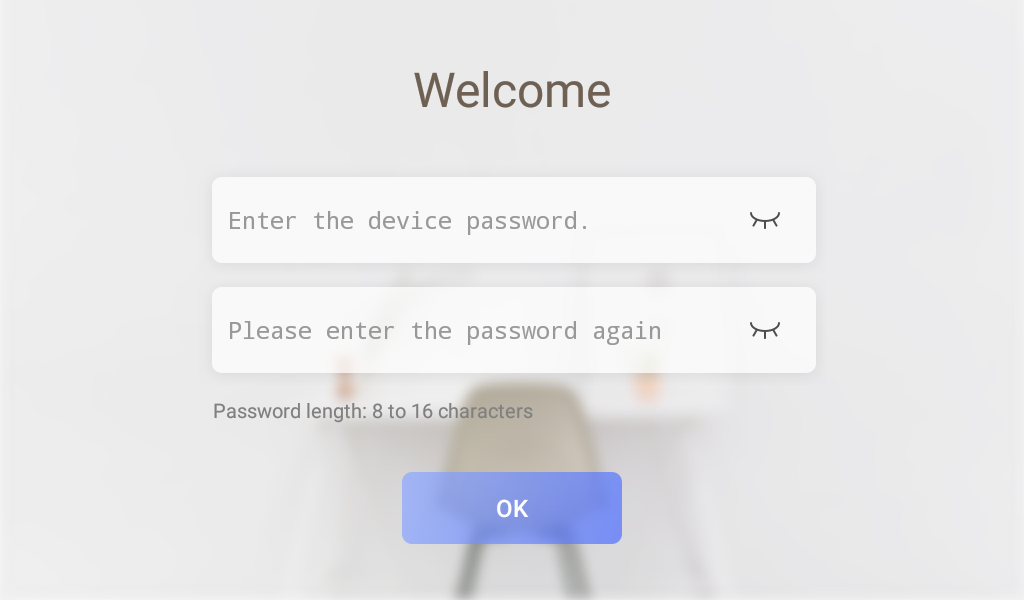 Welcome
Enter the device password.
Please enter the password again
Password length: 8 to 16 characters
OK